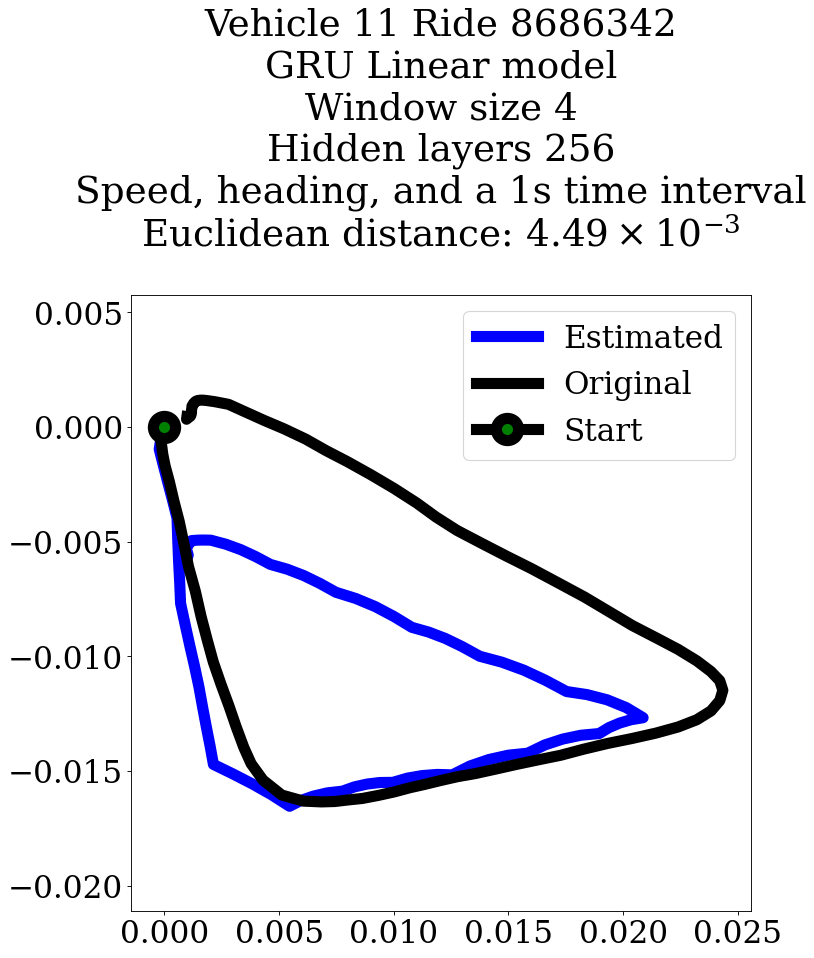 Vehicle 11 Ride 8686342
GRU Linear model
Window size 4
Hidden layers 256
Speed, heading, and a 1s time interval
Euclidean distance: 4.49 × 10⁻³
Estimated
Original
Start
0.005
0.000
−0.005
−0.010
−0.015
−0.020
0.000 0.005 0.010 0.015 0.020 0.025